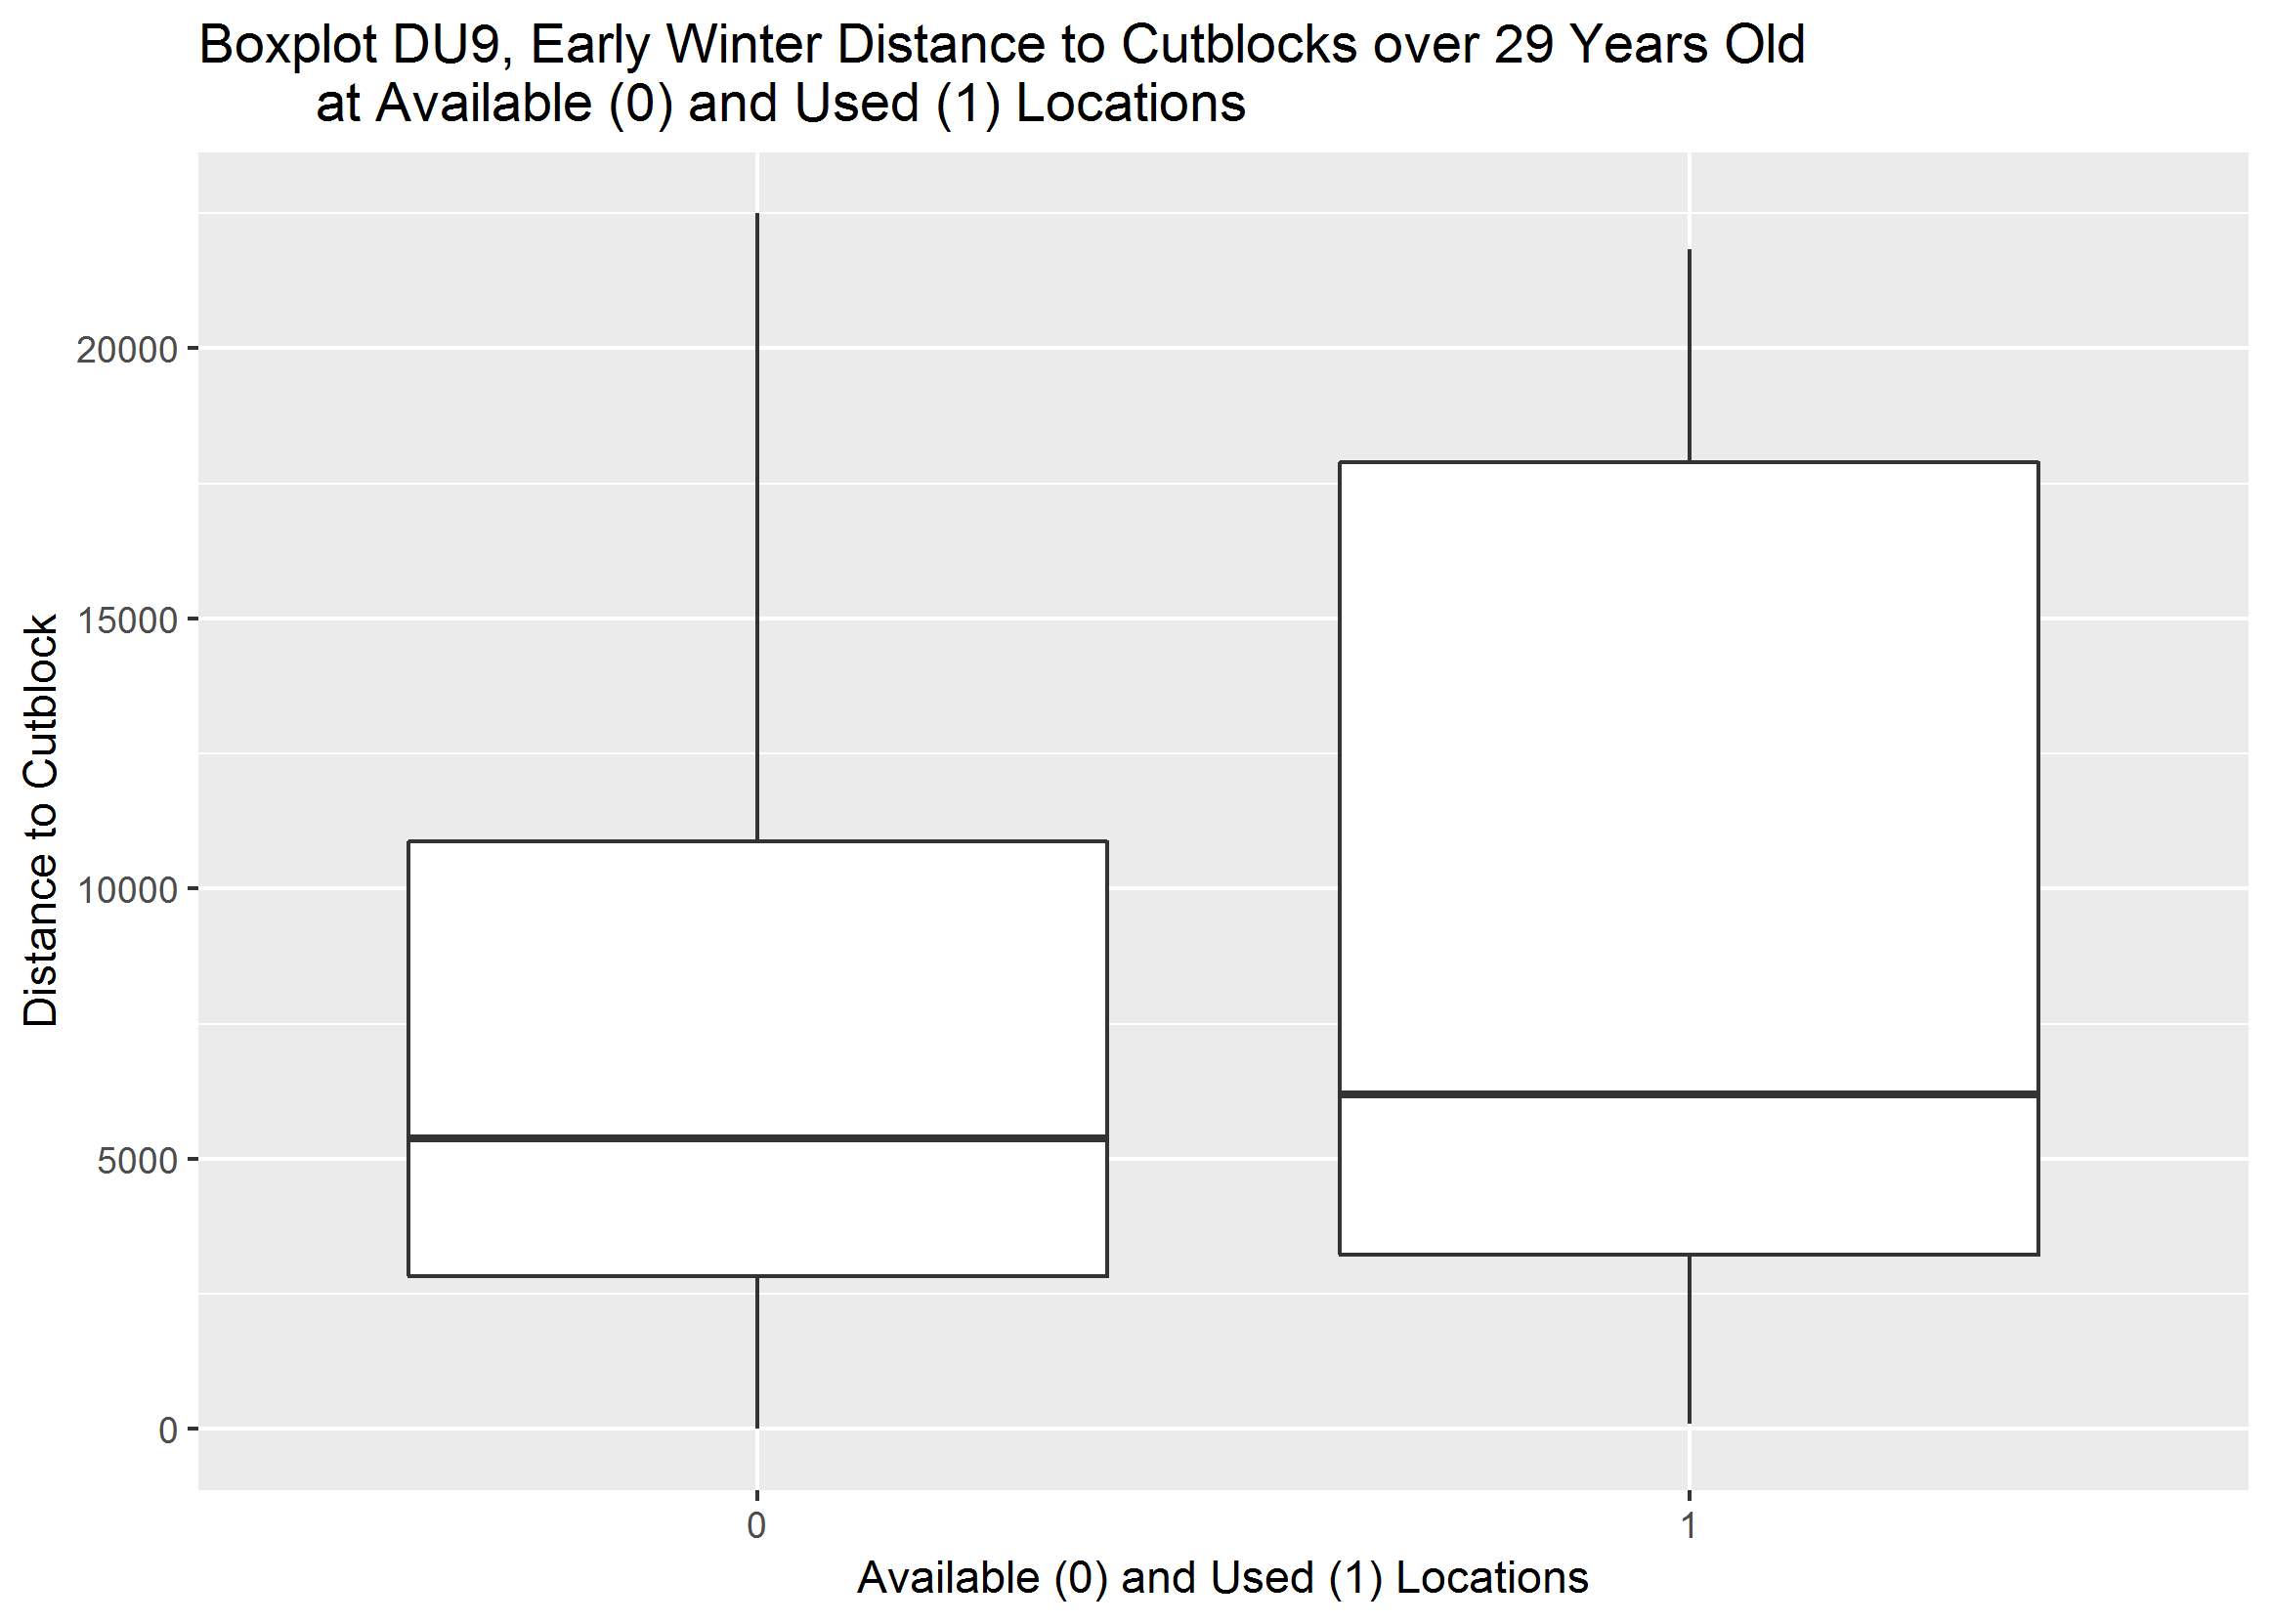 Boxplot DU9, Early Winter Distance to Cutblocks over 29 Years Old
at Available (0) and Used (1) Locations
Distance to Cutblock
20000
15000
10000
5000
0
0 1
Available (0) and Used (1) Locations